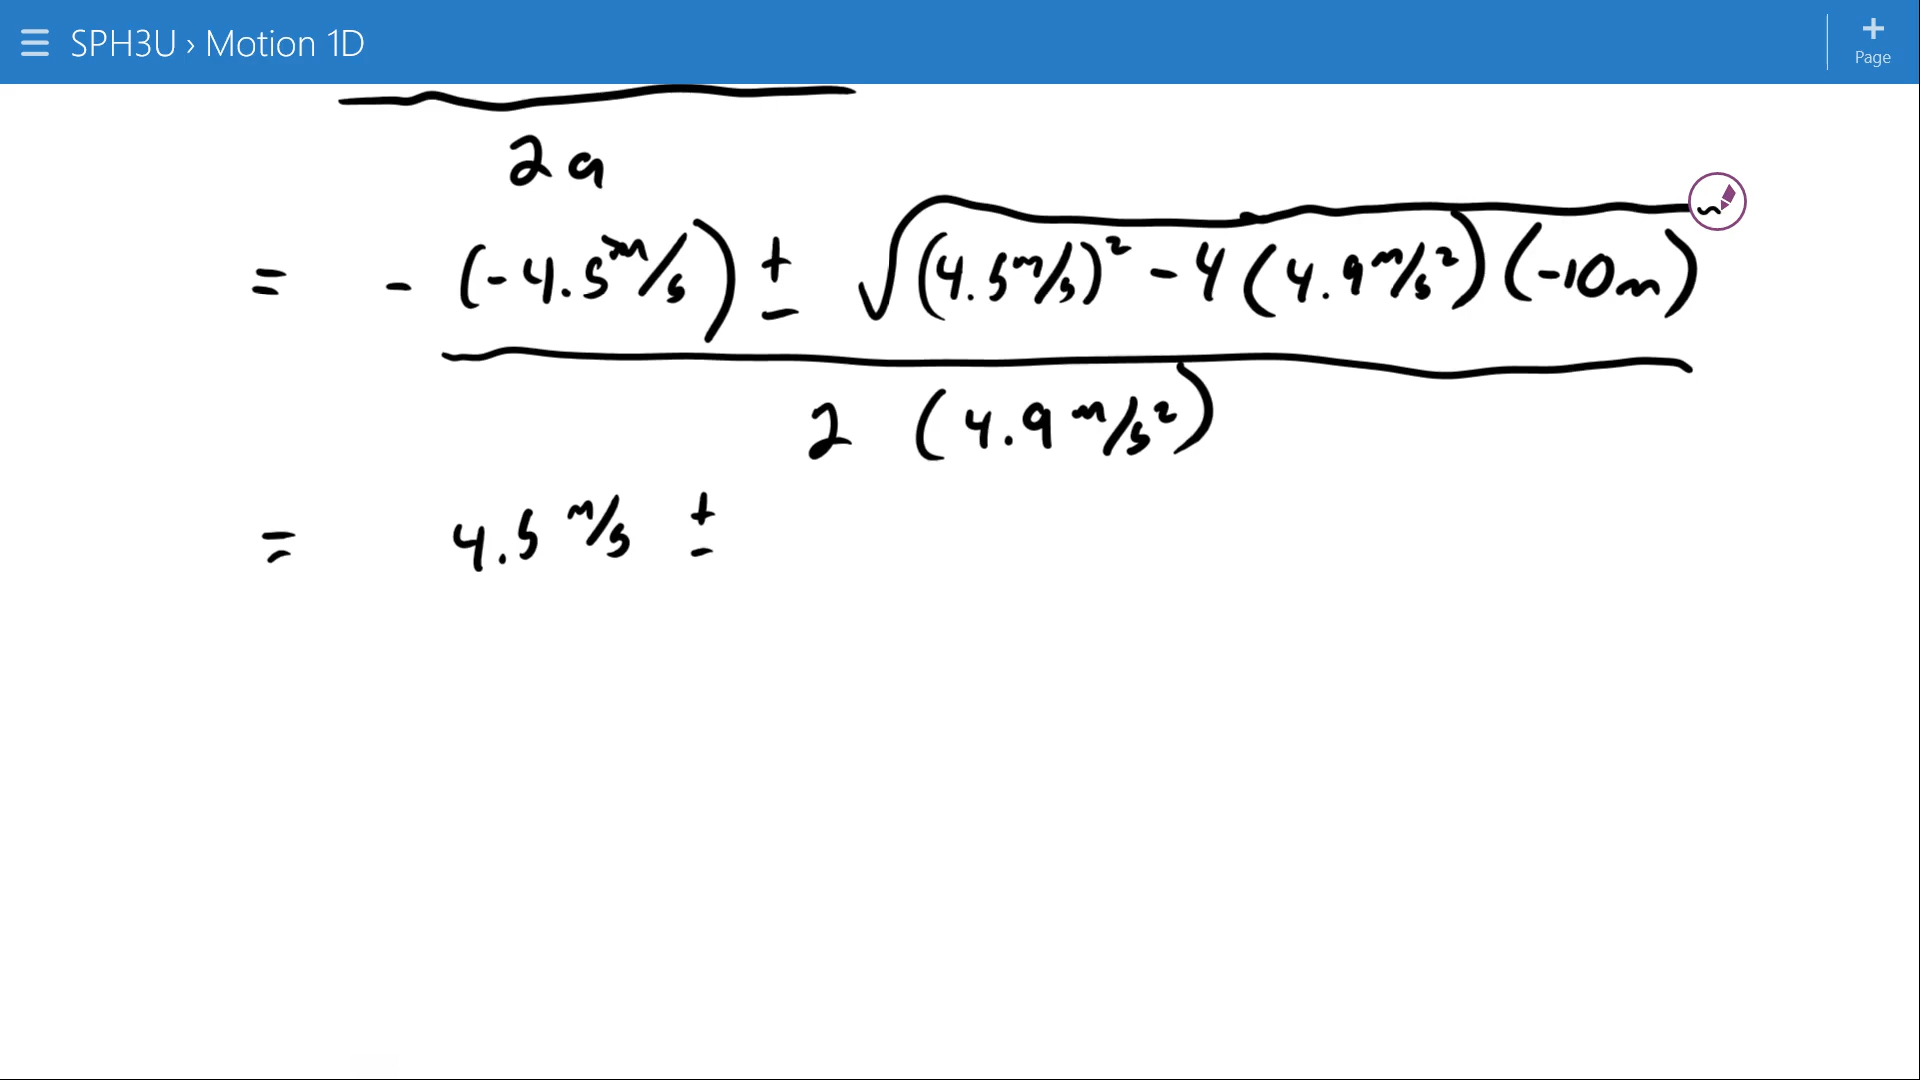 SPH3U › Motion 1D
+
Page
2a
= - (-4.5 m/s) ± √(4.5 m/s)² - 4 (4.9 m/s²) (-10m)
2 (4.9 m/s²)
= 4.5 m/s ±